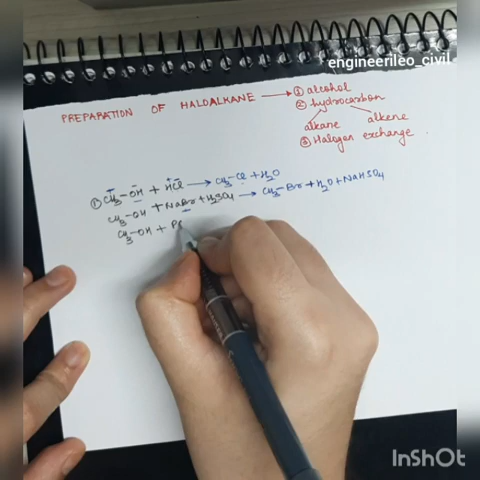 engineerileo_civil
PREPARATION OF HALOALKANE → ① alcohol
② hydrocarbon
alkane alkene
③ Halogen exchange.
① CH₃-OH + HCl → CH₃-Cl + H₂O
CH₃-OH + NaBr + H₂SO₄ → CH₃-Br + H₂O + NaHSO₄
CH₃-OH + P
InShOt